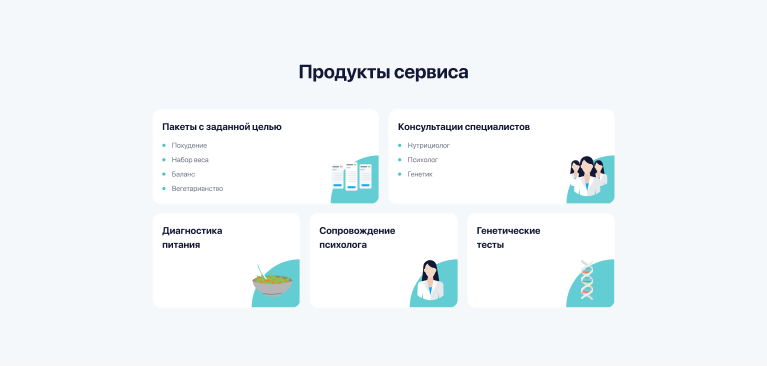 Продукты сервиса
Пакеты с заданной целью
Похудение
Набор веса
Баланс
Вегетарианство
Консультации специалистов
Нутрициолог
Психолог
Генетик
Диагностика
питания
Сопровождение
психолога
Генетические
тесты